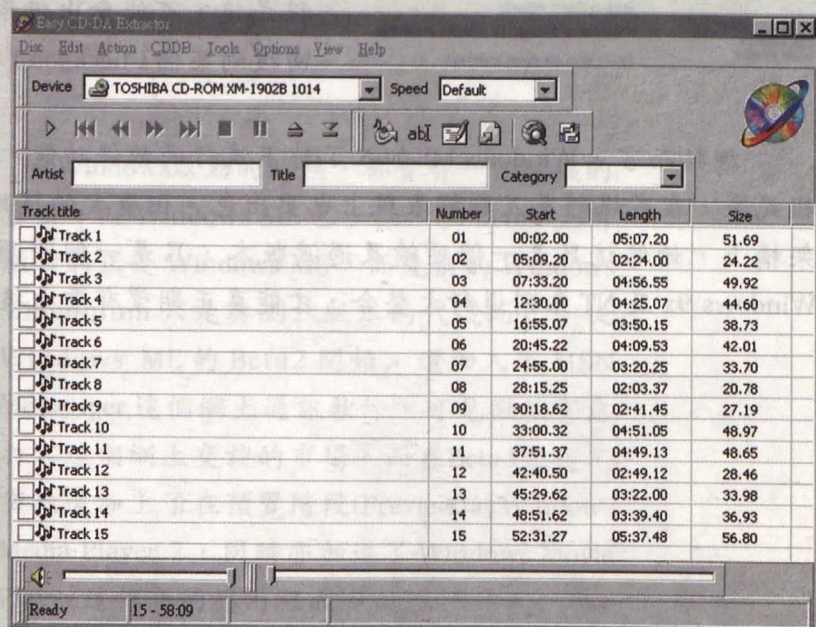 Easy CD-DA Extractor
Disc Edit Action CDDB Tools Options View Help
Device TOSHIBA CD-ROM XM-1902B 1014 Speed Default
abI
Artist Title Category
Track title Number Start Length Size
Track 1 01 00:02.00 05:07.20 51.69
Track 2 02 05:09.20 02:24.00 24.22
Track 3 03 07:33.20 04:56.55 49.92
Track 4 04 12:30.00 04:25.07 44.60
Track 5 05 16:55.07 03:50.15 38.73
Track 6 06 20:45.22 04:09.53 42.01
Track 7 07 24:55.00 03:20.25 33.70
Track 8 08 28:15.25 02:03.37 20.78
Track 9 09 30:18.62 02:41.45 27.19
Track 10 10 33:00.32 04:51.05 48.97
Track 11 11 37:51.37 04:49.13 48.65
Track 12 12 42:40.50 02:49.12 28.46
Track 13 13 45:29.62 03:22.00 33.98
Track 14 14 48:51.62 03:39.40 36.93
Track 15 15 52:31.27 05:37.48 56.80
Ready 15 - 58:09